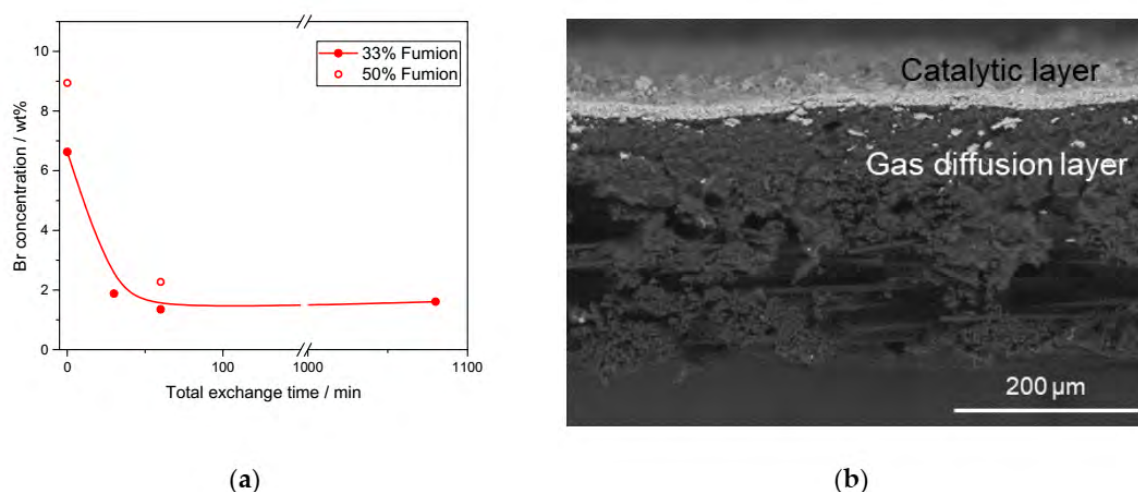 10
8
6
4
2
0
Br concentration / wt%
33% Fumion
50% Fumion
0
100
1000
1100
Total exchange time / min
(a)
Catalytic layer
Gas diffusion layer
200 µm
(b)